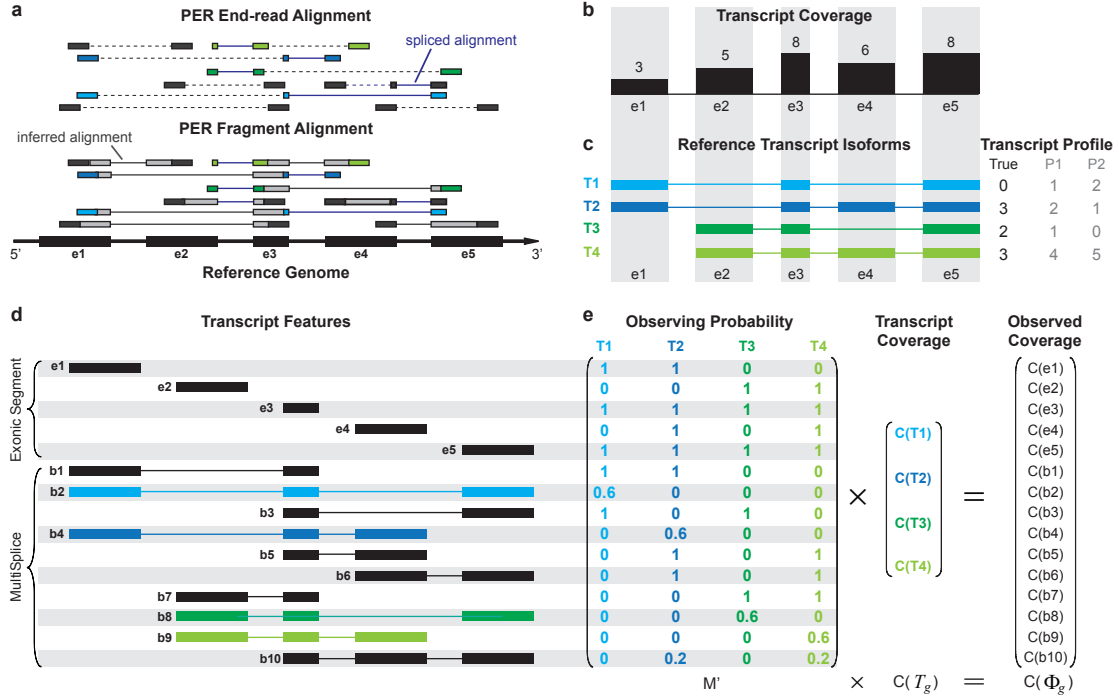 a
PER End-read Alignment
spliced alignment
PER Fragment Alignment
inferred alignment
5’ 3’
e1 e2 e3 e4 e5
Reference Genome
b
Transcript Coverage
3 5 8 6 8
e1 e2 e3 e4 e5
c
Reference Transcript Isoforms Transcript Profile
True P1 P2
T1 0 1 2
T2 3 2 1
T3 2 1 0
T4 3 4 5
e1 e2 e3 e4 e5
d
Transcript Features
Exonic Segment
e1
e2
e3
e4
e5
MultiSplice
b1
b2
b3
b4
b5
b6
b7
b8
b9
b10
e
Observing Probability Transcript Coverage Observed Coverage
T1 T2 T3 T4
1 1 0 0
0 0 1 1
1 1 1 1
0 1 0 1
1 1 1 1
1 1 0 0
0.6 0 0 0
1 0 1 0
0 0.6 0 0
0 1 0 1
0 1 0 1
0 0 1 1
0 0 0.6 0
0 0 0 0.6
0 0.2 0 0.2
×
C(T1)
C(T2)
C(T3)
C(T4)
=
C(e1)
C(e2)
C(e3)
C(e4)
C(e5)
C(b1)
C(b2)
C(b3)
C(b4)
C(b5)
C(b6)
C(b7)
C(b8)
C(b9)
C(b10)
M’ × C(T_g) = C(Φ_g)